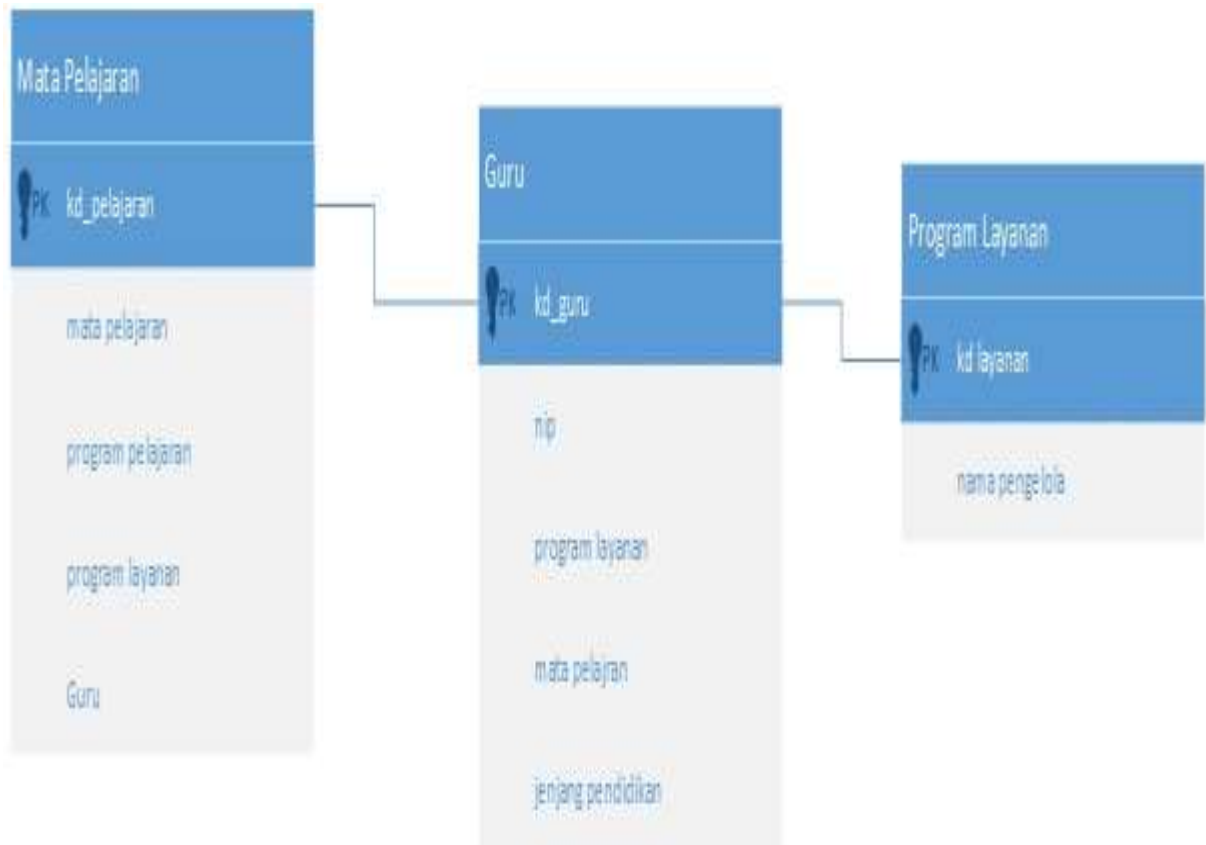 Mata Pelajaran
PK kd_pelajaran
mata pelajaran
program pelajaran
program layanan
Guru
Guru
PK kd_guru
nip
program layanan
mata pelajran
jenjang pendidikan
Program Layanan
PK kd layanan
nama pengelola